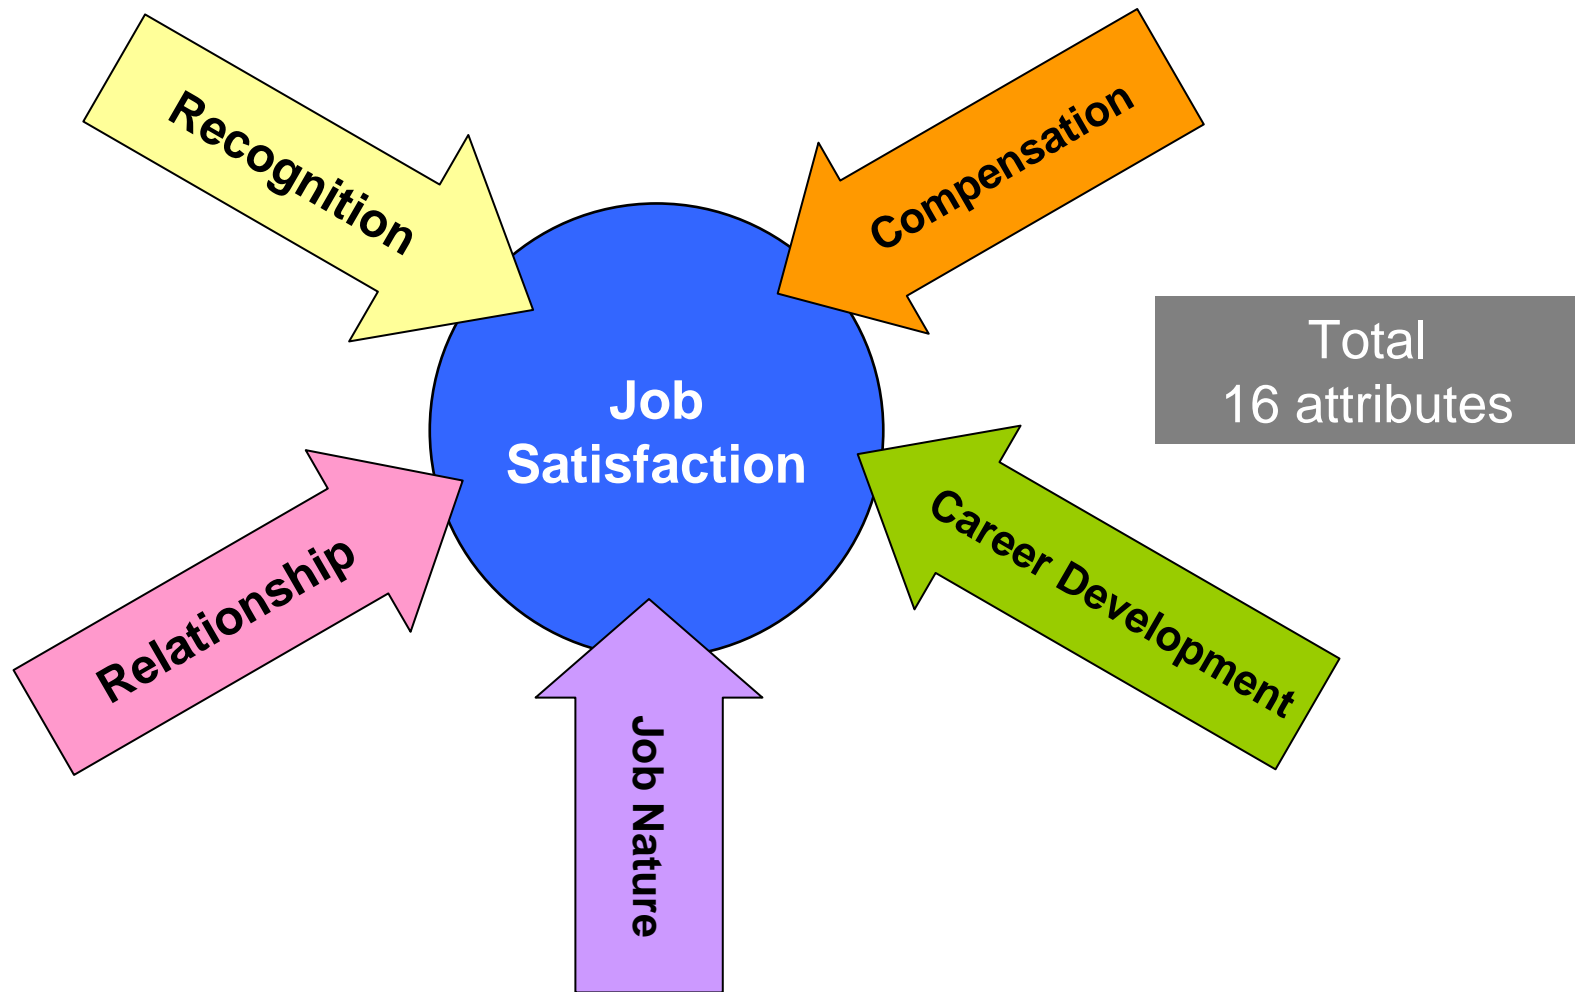 Recognition
Compensation
Total
16 attributes
Job
Satisfaction
Career Development
Relationship
Job Nature